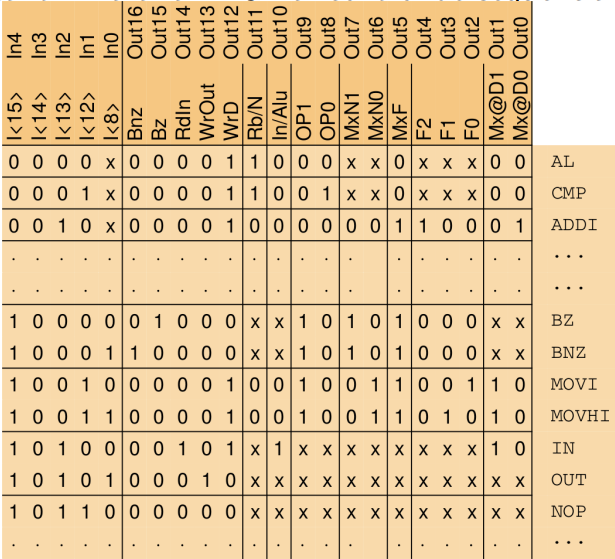 In4 In3 In2 In1 In0 Out16 Out15 Out14 Out13 Out12 Out11 Out10 Out9 Out8 Out7 Out6 Out5 Out4 Out3 Out2 Out1 Out0
I<15> I<14> I<13> I<12> I<8> Bnz Bz RdIn WrOut WrD Rb/N In/Alu OP1 OP0 MxN1 MxN0 MxF F2 F1 F0 Mx@D1 Mx@D0
0 0 0 0 x 0 0 0 0 1 1 0 0 0 x x 0 x x x 0 0 AL
0 0 0 1 x 0 0 0 0 1 1 0 0 1 x x 0 x x x 0 0 CMP
0 0 1 0 x 0 0 0 0 1 0 0 0 0 0 0 1 1 0 0 0 1 ADDI
. . . . . . . . . . . . . . . . . . . . . ...
. . . . . . . . . . . . . . . . . . . . . ...
1 0 0 0 0 0 1 0 0 0 x x 1 0 1 0 1 0 0 0 x x BZ
1 0 0 0 1 1 0 0 0 0 x x 1 0 1 0 1 0 0 0 x x BNZ
1 0 0 1 0 0 0 0 0 1 0 0 1 0 0 1 1 0 0 1 1 0 MOVI
1 0 0 1 1 0 0 0 0 1 0 0 1 0 0 1 1 0 1 0 1 0 MOVHI
1 0 1 0 0 0 0 1 0 1 x 1 x x x x x x x x 1 0 IN
1 0 1 0 1 0 0 0 1 0 x x x x x x x x x x x x OUT
1 0 1 1 0 0 0 0 0 0 x x x x x x x x x x x x NOP
. . . . . . . . . . . . . . . . . . . . . ...